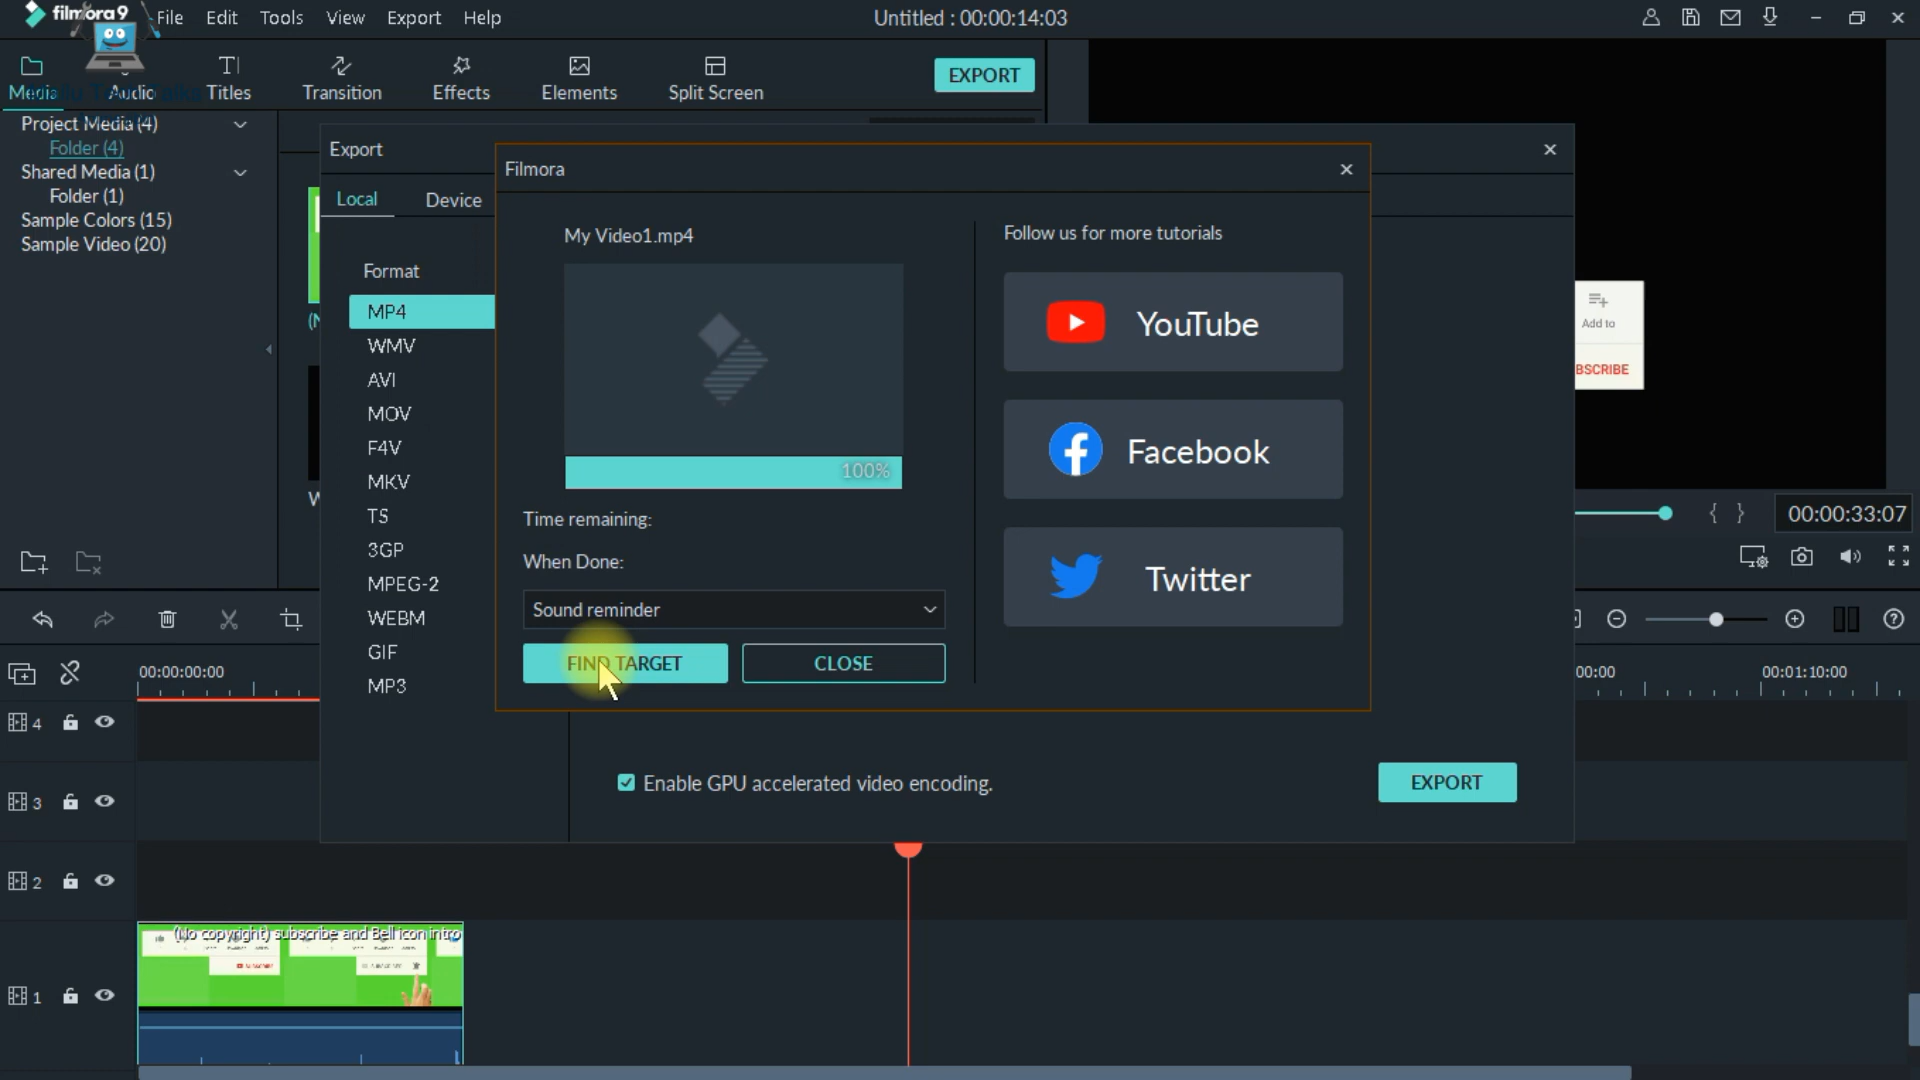 filmora9 File Edit Tools View Export Help
Untitled : 00:00:14:03
Media Audio Titles Transition Effects Elements Split Screen
EXPORT
Project Media (4)
Folder (4)
Shared Media (1)
Folder (1)
Sample Colors (15)
Sample Video (20)
Export
Local Device
Format
MP4
WMV
AVI
MOV
F4V
MKV
TS
3GP
MPEG-2
WEBM
GIF
MP3
Filmora
My Video1.mp4
100%
Time remaining:
When Done:
Sound reminder
FIND TARGET CLOSE
Follow us for more tutorials
YouTube
Facebook
Twitter
Enable GPU accelerated video encoding.
EXPORT
Add to
BSCRIBE
{ } 00:00:33:07
00:00:00:00
00:00 00:01:10:00
4
3
2
1
(No copyright) subscribe and Bell icon intro